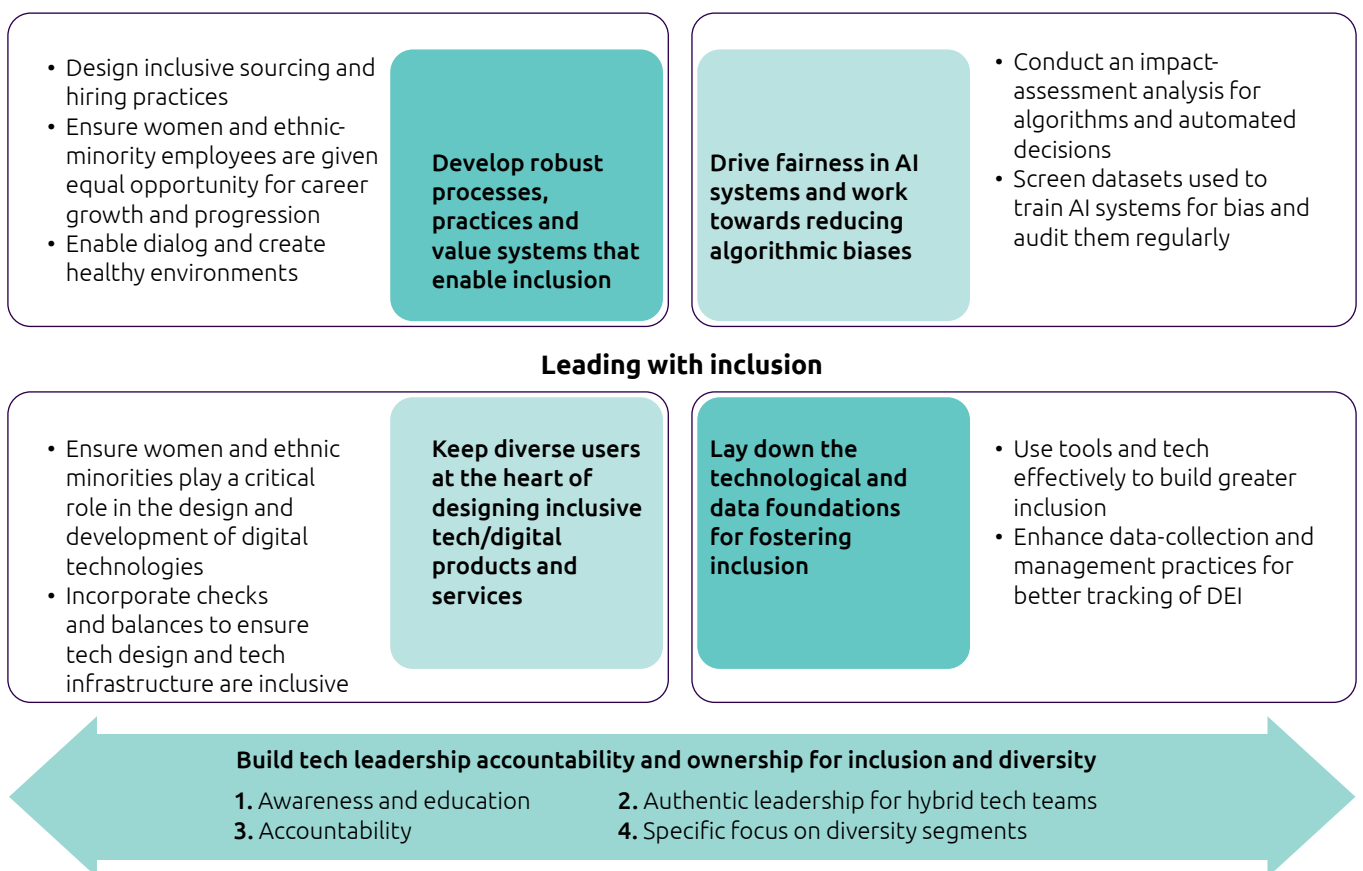 • Design inclusive sourcing and
hiring practices
• Ensure women and ethnic-
minority employees are given
equal opportunity for career
growth and progression
• Enable dialog and create
healthy environments
Develop robust
processes,
practices and
value systems that
enable inclusion
Drive fairness in AI
systems and work
towards reducing
algorithmic biases
• Conduct an impact-
assessment analysis for
algorithms and automated
decisions
• Screen datasets used to
train AI systems for bias and
audit them regularly
Leading with inclusion
• Ensure women and ethnic
minorities play a critical
role in the design and
development of digital
technologies
• Incorporate checks
and balances to ensure
tech design and tech
infrastructure are inclusive
Keep diverse users
at the heart of
designing inclusive
tech/digital
products and
services
Lay down the
technological and
data foundations
for fostering
inclusion
• Use tools and tech
effectively to build greater
inclusion
• Enhance data-collection and
management practices for
better tracking of DEI
Build tech leadership accountability and ownership for inclusion and diversity
1. Awareness and education 2. Authentic leadership for hybrid tech teams
3. Accountability 4. Specific focus on diversity segments